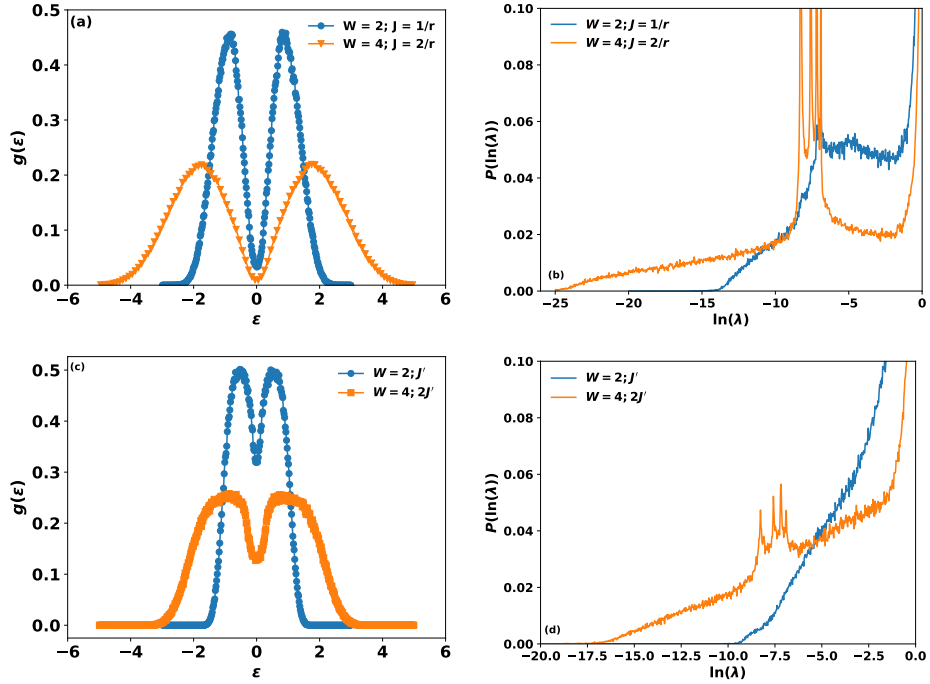 (a)
W = 2; J = 1/r
W = 4; J = 2/r
g(ε)
0.5
0.4
0.3
0.2
0.1
0.0
−6 −4 −2 0 2 4 6
ε
W = 2; J = 1/r
W = 4; J = 2/r
P(ln(λ))
0.10
0.08
0.06
0.04
0.02
0.00
(b)
−25 −20 −15 −10 −5 0
ln(λ)
(c)
W = 2; J′
W = 4; 2J′
g(ε)
0.5
0.4
0.3
0.2
0.1
0.0
−6 −4 −2 0 2 4 6
ε
W = 2; J′
W = 4; 2J′
P(ln(λ))
0.10
0.08
0.06
0.04
0.02
0.00
(d)
−20.0 −17.5 −15.0 −12.5 −10.0 −7.5 −5.0 −2.5 0.0
ln(λ)